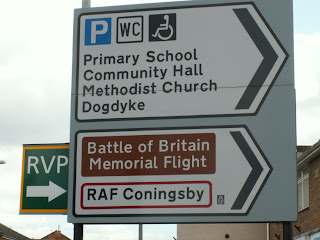 P WC
Primary School
Community Hall
Methodist Church
Dogdyke
Battle of Britain
Memorial Flight
RAF Coningsby
RVP